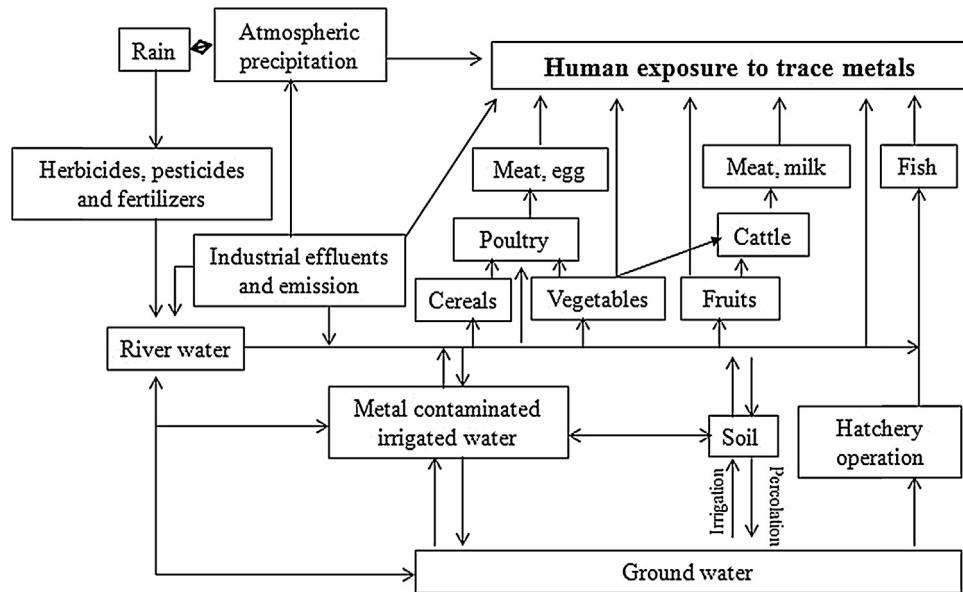 Rain
Atmospheric
precipitation
Human exposure to trace metals
Herbicides, pesticides
and fertilizers
Meat, egg
Meat, milk
Fish
Poultry
Cattle
Industrial effluents
and emission
Cereals
Vegetables
Fruits
River water
Metal contaminated
irrigated water
Soil
Hatchery
operation
Irrigation
Percolation
Ground water